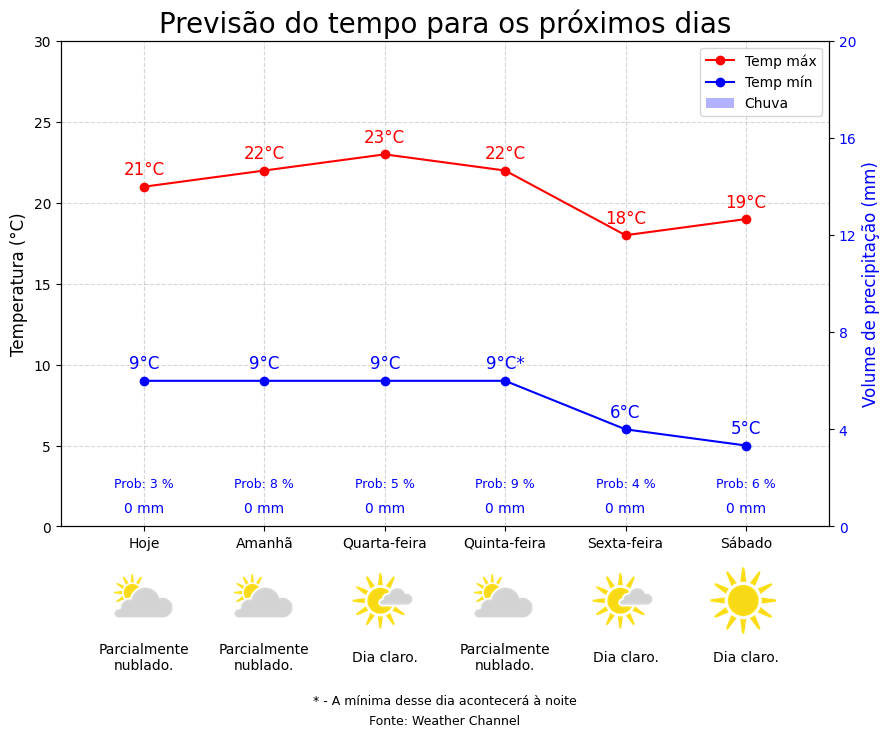 Previsão do tempo para os próximos dias
30
25
20
15
10
5
0
Temperatura (°C)
20
16
12
8
4
0
Volume de precipitação (mm)
Temp máx
Temp mín
Chuva
21°C
22°C
23°C
22°C
18°C
19°C
9°C
9°C
9°C
9°C*
6°C
5°C
Prob: 3 %
Prob: 8 %
Prob: 5 %
Prob: 9 %
Prob: 4 %
Prob: 6 %
0 mm
0 mm
0 mm
0 mm
0 mm
0 mm
Hoje
Amanhã
Quarta-feira
Quinta-feira
Sexta-feira
Sábado
Parcialmente
nublado.
Parcialmente
nublado.
Dia claro.
Parcialmente
nublado.
Dia claro.
Dia claro.
* - A mínima desse dia acontecerá à noite
Fonte: Weather Channel